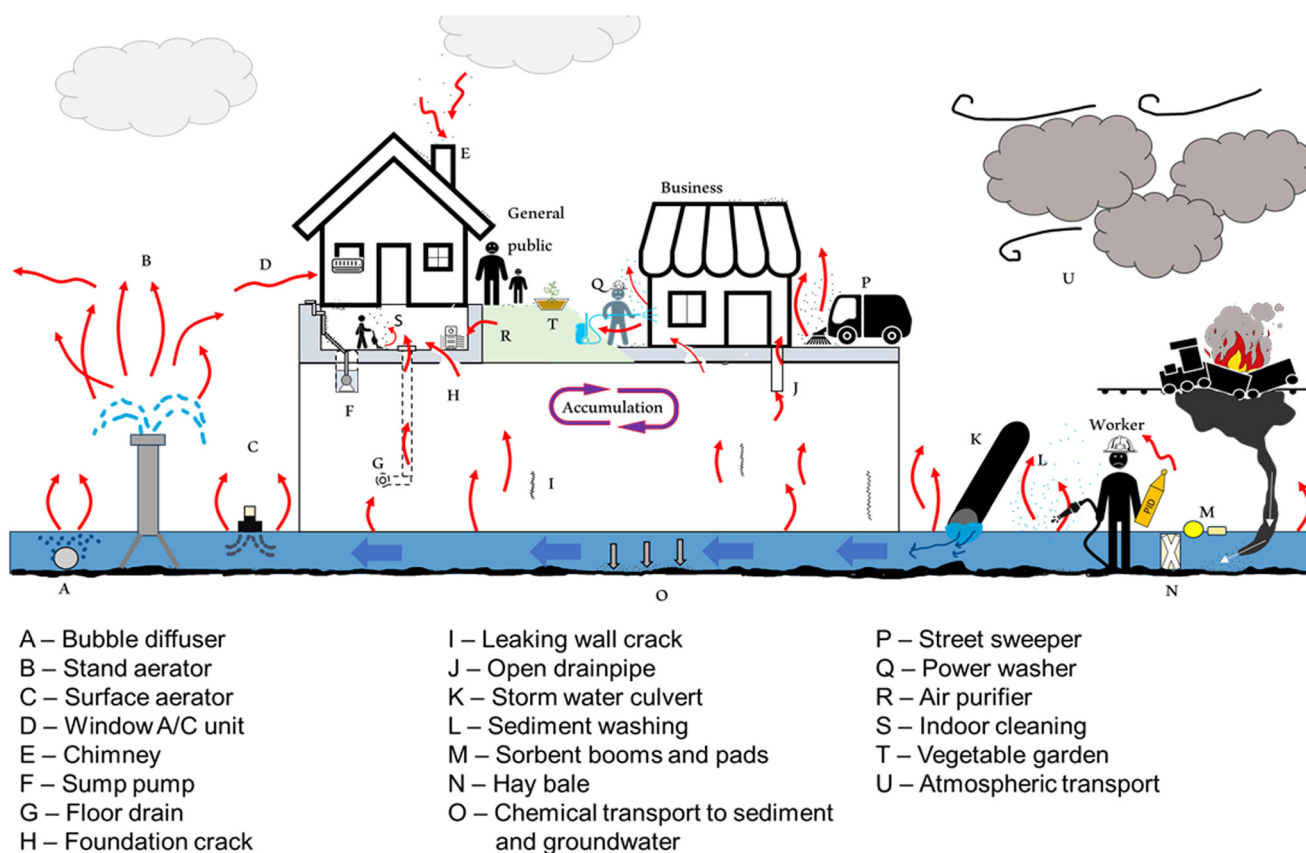 E
Business
General
public
B
D
Q
P
U
S
T
R
F
H
J
Accumulation
C
G
I
K
L
Worker
PID
M
A
O
N
A – Bubble diffuser
B – Stand aerator
C – Surface aerator
D – Window A/C unit
E – Chimney
F – Sump pump
G – Floor drain
H – Foundation crack
I – Leaking wall crack
J – Open drainpipe
K – Storm water culvert
L – Sediment washing
M – Sorbent booms and pads
N – Hay bale
O – Chemical transport to sediment
and groundwater
P – Street sweeper
Q – Power washer
R – Air purifier
S – Indoor cleaning
T – Vegetable garden
U – Atmospheric transport